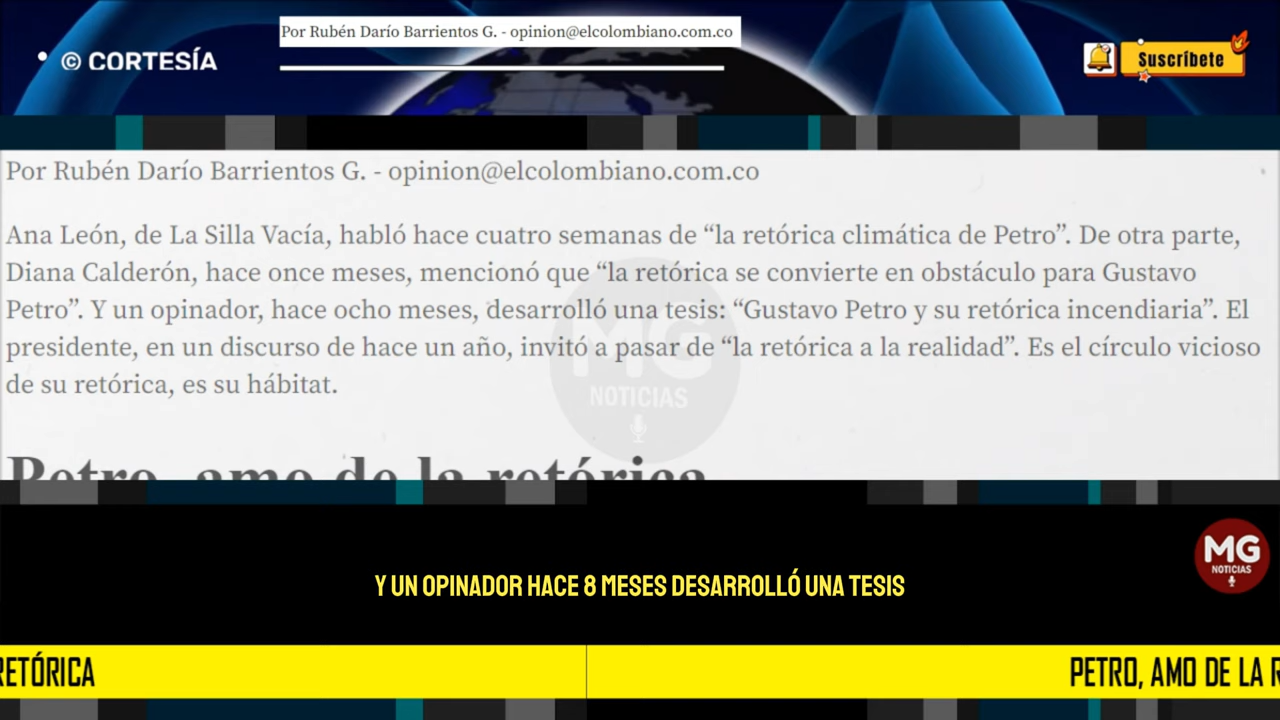 Por Rubén Darío Barrientos G. - opinion@elcolombiano.com.co
© CORTESÍA
Suscríbete
Por Rubén Darío Barrientos G. - opinion@elcolombiano.com.co
Ana León, de La Silla Vacía, habló hace cuatro semanas de “la retórica climática de Petro”. De otra parte,
Diana Calderón, hace once meses, mencionó que “la retórica se convierte en obstáculo para Gustavo
Petro”. Y un opinador, hace ocho meses, desarrolló una tesis: “Gustavo Petro y su retórica incendiaria”. El
presidente, en un discurso de hace un año, invitó a pasar de “la retórica a la realidad”. Es el círculo vicioso
de su retórica, es su hábitat.
MG
NOTICIAS
Petro, amo de la retórica
MG
NOTICIAS
Y UN OPINADOR HACE 8 MESES DESARROLLÓ UNA TESIS
RETÓRICA
PETRO, AMO DE LA R